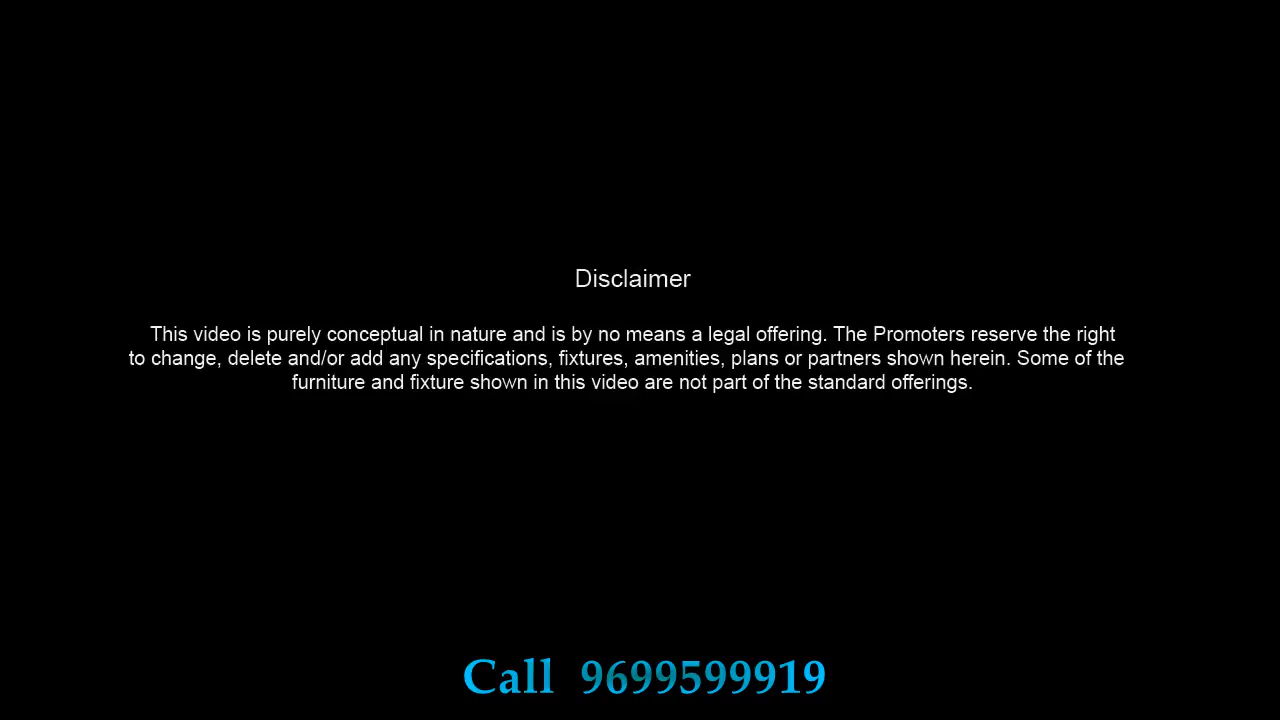 Disclaimer
This video is purely conceptual in nature and is by no means a legal offering. The Promoters reserve the right
to change, delete and/or add any specifications, fixtures, amenities, plans or partners shown herein. Some of the
furniture and fixture shown in this video are not part of the standard offerings.
Call 9699599919